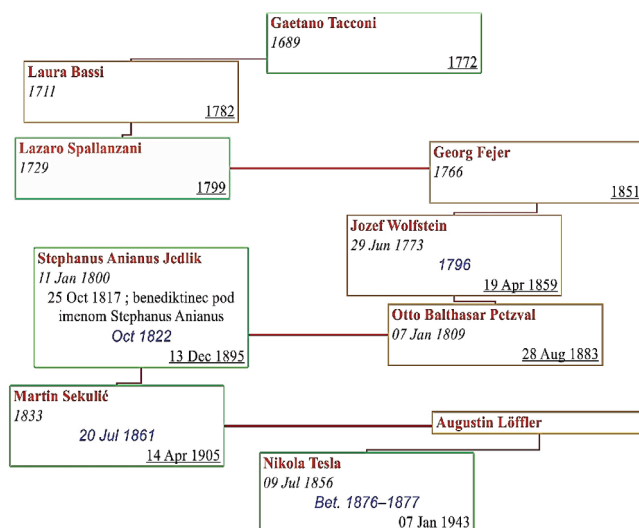 Gaetano Tacconi
1689
1772
Laura Bassi
1711
1782
Lazaro Spallanzani
1729
1799
Georg Fejer
1766
1851
Jozef Wolfstein
29 Jun 1773
1796
19 Apr 1859
Stephanus Anianus Jedlik
11 Jan 1800
25 Oct 1817 ; benediktinec pod
imenom Stephanus Anianus
Oct 1822
13 Dec 1895
Otto Balthasar Petzval
07 Jan 1809
28 Aug 1883
Martin Sekulić
1833
20 Jul 1861
14 Apr 1905
Augustin Löffler
Nikola Tesla
09 Jul 1856
Bet. 1876–1877
07 Jan 1943